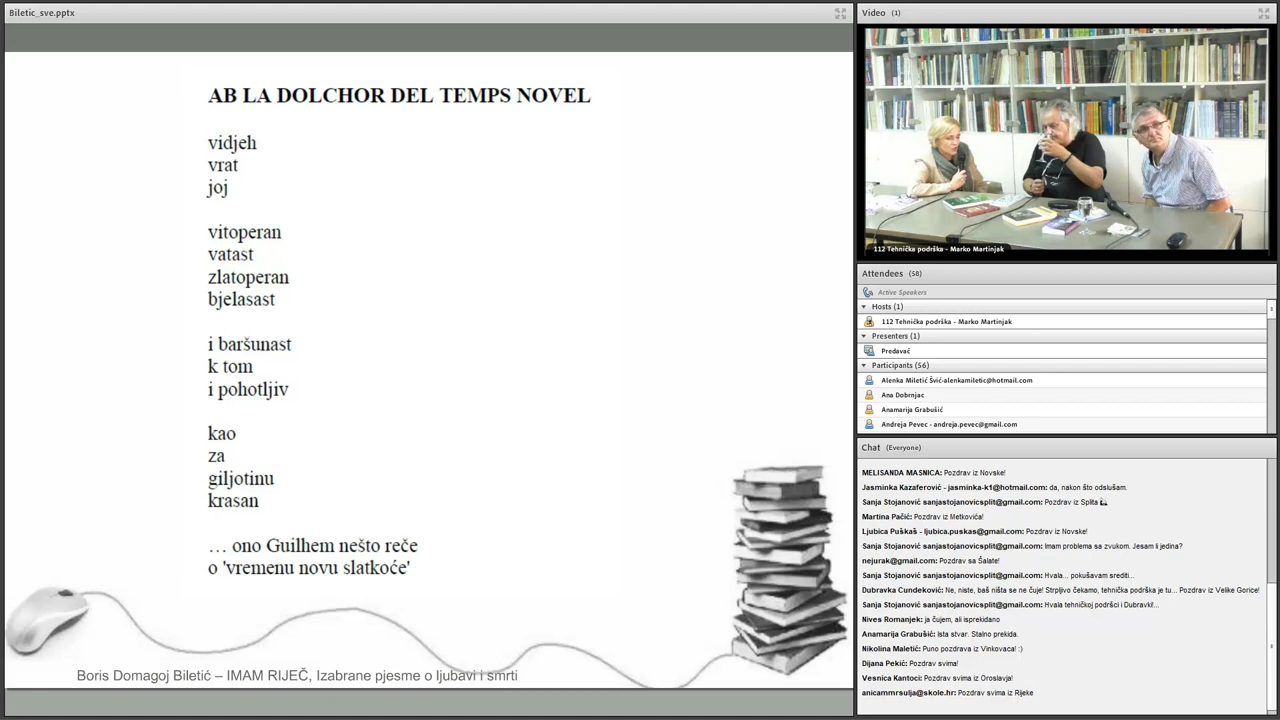 Biletic_sve.pptx
AB LA DOLCHOR DEL TEMPS NOVEL
vidjeh
vrat
joj
vitoperan
vatast
zlatoperan
bjelasast
i baršunast
k tom
i pohotljiv
kao
za
giljotinu
krasan
… ono Guilhem nešto reče
o 'vremenu novu slatkoće'
Boris Domagoj Biletić – IMAM RIJEČ, Izabrane pjesme o ljubavi i smrti
Video (1)
112 Tehnička podrška - Marko Martinjak
Attendees (58)
Active Speakers
Hosts (1)
112 Tehnička podrška - Marko Martinjak
Presenters (1)
Predavač
Participants (56)
Alenka Miletić Švić-alenkamiletic@hotmail.com
Ana Dobrnjac
Anamarija Grabušić
Andreja Pevec - andreja.pevec@gmail.com
Chat (Everyone)
MELISANDA MASNICA: Pozdrav iz Novske!
Jasminka Kazaferović - jasminka-k1@hotmail.com: da, nakon što odslušam.
Sanja Stojanović sanjastojanovicsplit@gmail.com: Pozdrav iz Splita
Martina Pačić: Pozdrav iz Metkovića!
Ljubica Puškaš - ljubica.puskas@gmail.com: Pozdrav iz Novske!
Sanja Stojanović sanjastojanovicsplit@gmail.com: Imam problema sa zvukom. Jesam li jedina?
nejurak@gmail.com: Pozdrav sa Šalate!
Sanja Stojanović sanjastojanovicsplit@gmail.com: Hvala... pokušavam srediti...
Dubravka Cundeković: Ne, niste, baš ništa se ne čuje! Strpljivo čekamo, tehnička podrška je tu... Pozdrav iz Velike Gorice!
Sanja Stojanović sanjastojanovicsplit@gmail.com: Hvala tehničkoj podršci i Dubravki!...
Nives Romanjek: ja čujem, ali isprekidano
Anamarija Grabušić: Ista stvar. Stalno prekida.
Nikolina Maletić: Puno pozdrava iz Vinkovaca! :)
Dijana Pekić: Pozdrav svima!
Vesnica Kantoci: Pozdrav svima iz Oroslavja!
anicammrsulja@skole.hr: Pozdrav svima iz Rijeke